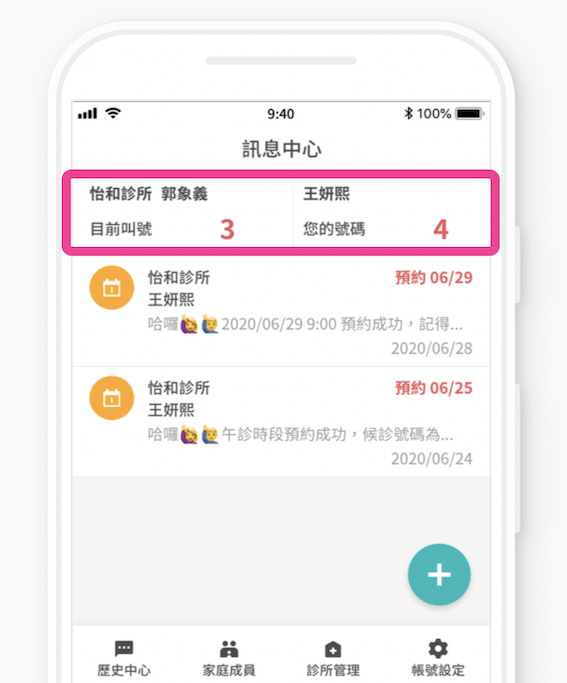 9:40 100%
訊息中心
怡和診所 郭象義 王妍熙
目前叫號 3 您的號碼 4
怡和診所 預約 06/29
王妍熙
哈囉🙋‍♀️🙋‍♂️2020/06/29 9:00 預約成功，記得...
2020/06/28
怡和診所 預約 06/25
王妍熙
哈囉🙋‍♀️🙋‍♂️午診時段預約成功，候診號碼為...
2020/06/24
+
歷史中心 家庭成員 診所管理 帳號設定